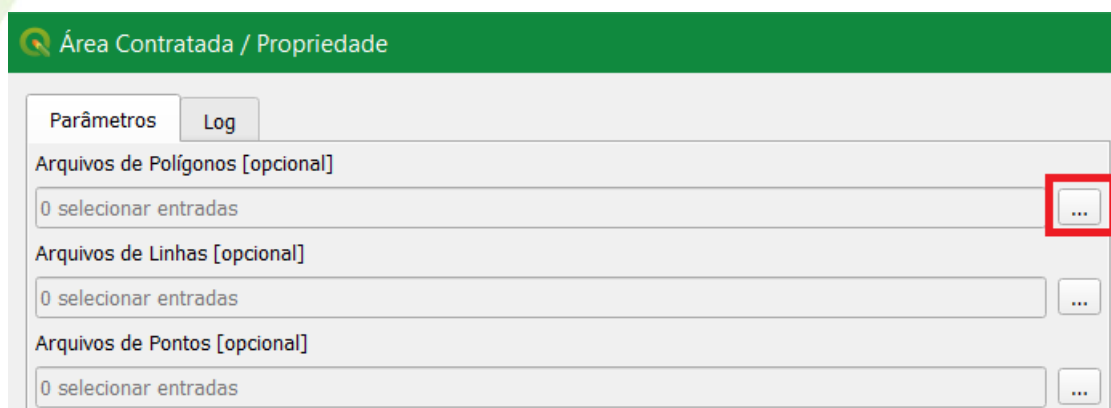 Área Contratada / Propriedade
Parâmetros Log
Arquivos de Polígonos [opcional]
0 selecionar entradas ...
Arquivos de Linhas [opcional]
0 selecionar entradas ...
Arquivos de Pontos [opcional]
0 selecionar entradas ...